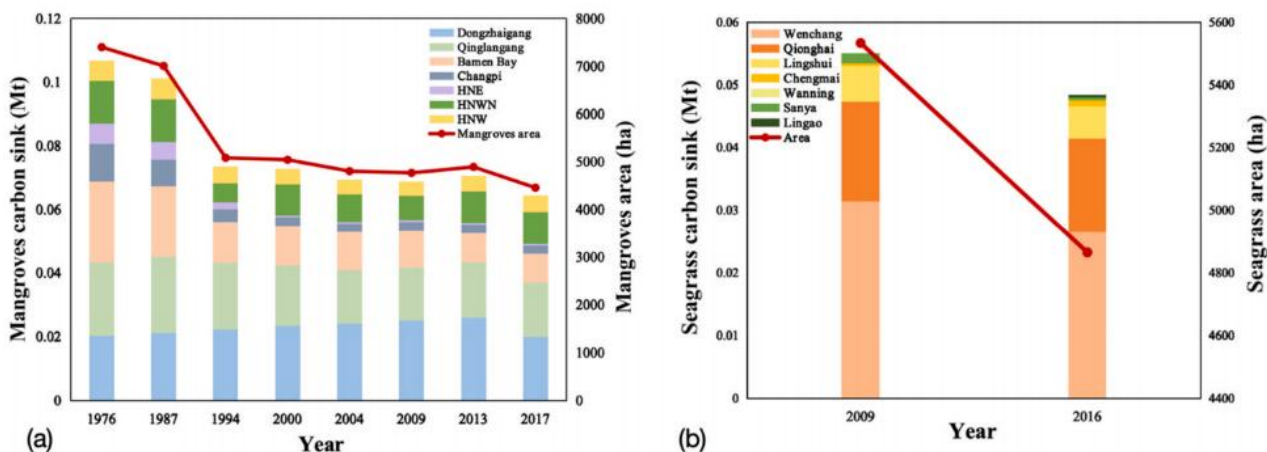 0.12
0.1
0.08
0.06
0.04
0.02
0
Mangroves carbon sink (Mt)
Dongzhaigang
Qinglangang
Bamen Bay
Changpi
HNE
HNWN
HNW
Mangroves area
8000
7000
6000
5000
4000
3000
2000
1000
0
Mangroves area (ha)
1976 1987 1994 2000 2004 2009 2013 2017
(a)
Year
0.06
0.05
0.04
0.03
0.02
0.01
0
Seagrass carbon sink (Mt)
Wenchang
Qionghai
Lingshui
Chengmai
Wanning
Sanya
Lingao
Area
5600
5400
5200
5000
4800
4600
4400
Seagrass area (ha)
2009 2016
(b)
Year